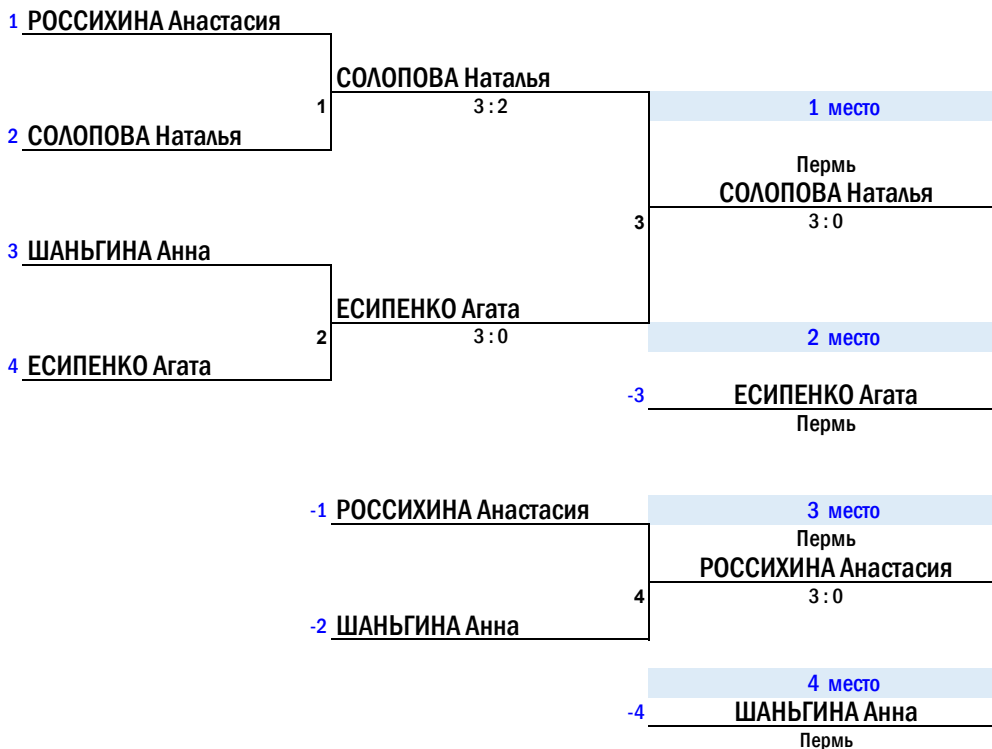 1 РОССИХИНА Анастасия
СОЛОПОВА Наталья
1 3 : 2 1 место
2 СОЛОПОВА Наталья
Пермь
СОЛОПОВА Наталья
3 3 : 0
3 ШАНЬГИНА Анна
ЕСИПЕНКО Агата
2 3 : 0 2 место
4 ЕСИПЕНКО Агата
-3 ЕСИПЕНКО Агата
Пермь
-1 РОССИХИНА Анастасия 3 место
Пермь
РОССИХИНА Анастасия
4 3 : 0
-2 ШАНЬГИНА Анна
4 место
-4 ШАНЬГИНА Анна
Пермь